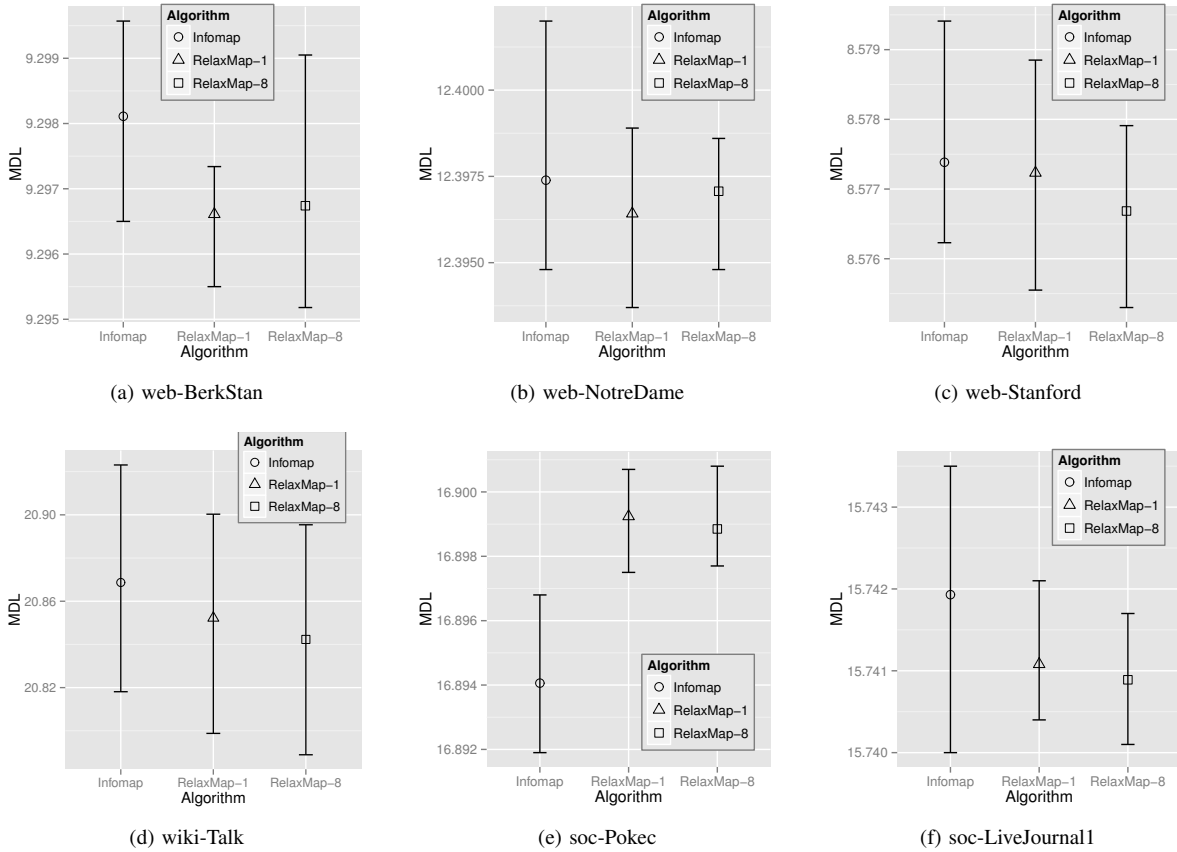 Algorithm
Infomap
RelaxMap−1
RelaxMap−8
9.299
9.298
9.297
9.296
9.295
MDL
Infomap RelaxMap−1 RelaxMap−8
Algorithm
(a) web-BerkStan
Algorithm
Infomap
RelaxMap−1
RelaxMap−8
12.4000
12.3975
12.3950
MDL
Infomap RelaxMap−1 RelaxMap−8
Algorithm
(b) web-NotreDame
Algorithm
Infomap
RelaxMap−1
RelaxMap−8
8.579
8.578
8.577
8.576
MDL
Infomap RelaxMap−1 RelaxMap−8
Algorithm
(c) web-Stanford
Algorithm
Infomap
RelaxMap−1
RelaxMap−8
20.90
20.86
20.82
MDL
Infomap RelaxMap−1 RelaxMap−8
Algorithm
(d) wiki-Talk
16.900
16.898
16.896
16.894
16.892
MDL
Algorithm
Infomap
RelaxMap−1
RelaxMap−8
Infomap RelaxMap−1 RelaxMap−8
Algorithm
(e) soc-Pokec
Algorithm
Infomap
RelaxMap−1
RelaxMap−8
15.743
15.742
15.741
15.740
MDL
Infomap RelaxMap−1 RelaxMap−8
Algorithm
(f) soc-LiveJournal1